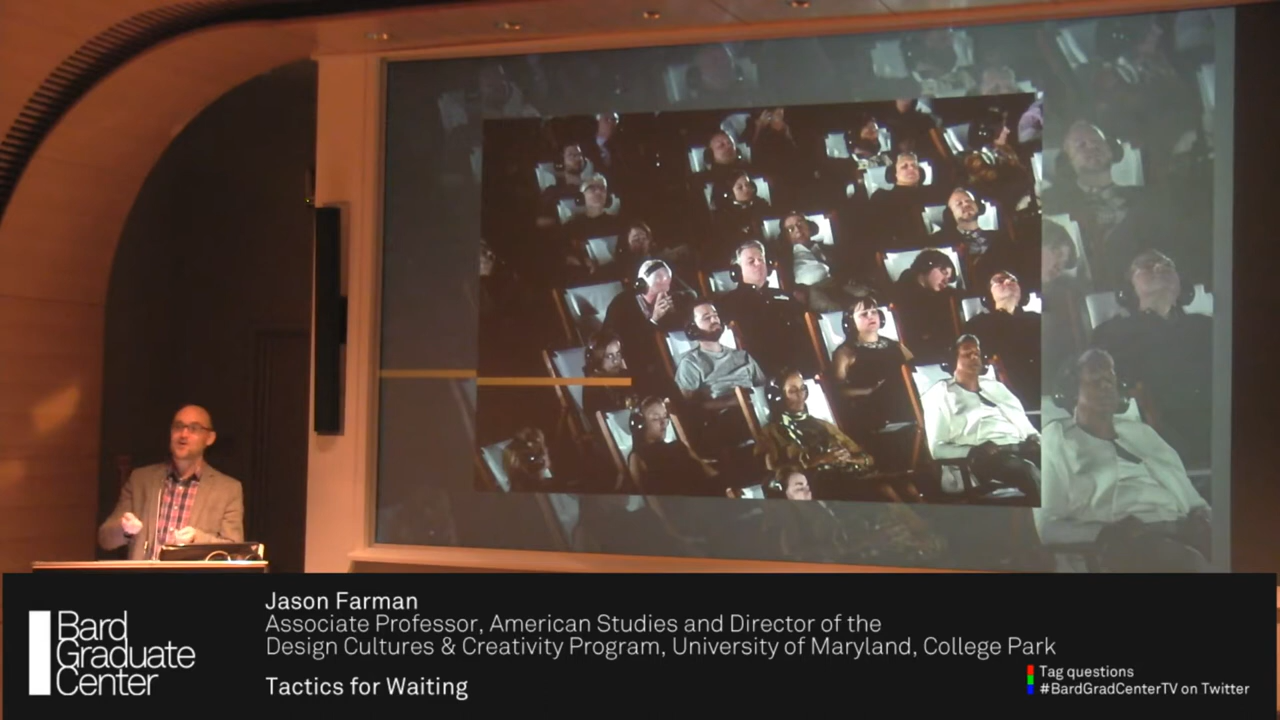 Bard
Graduate
Center
Jason Farman
Associate Professor, American Studies and Director of the
Design Cultures & Creativity Program, University of Maryland, College Park
Tactics for Waiting
Tag questions
#BardGradCenterTV on Twitter